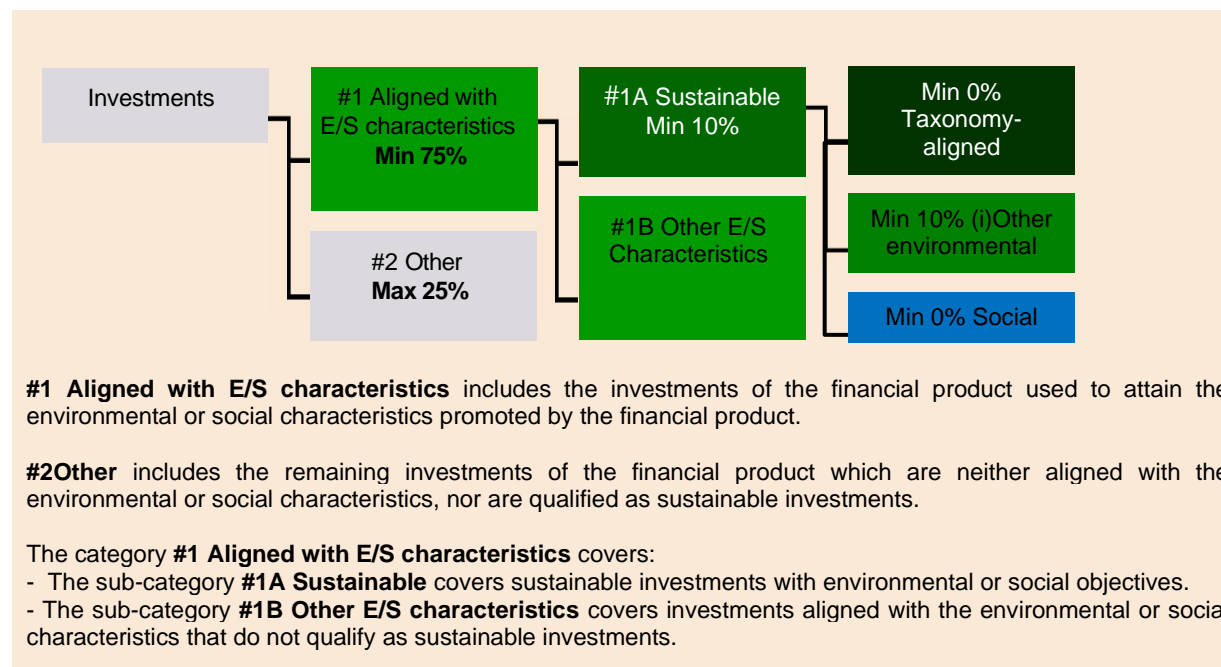 Investments
#1 Aligned with
E/S characteristics
Min 75%
#2 Other
Max 25%
#1A Sustainable
Min 10%
#1B Other E/S
Characteristics
Min 0%
Taxonomy-
aligned
Min 10% (i)Other
environmental
Min 0% Social
#1 Aligned with E/S characteristics includes the investments of the financial product used to attain the
environmental or social characteristics promoted by the financial product.
#2Other includes the remaining investments of the financial product which are neither aligned with the
environmental or social characteristics, nor are qualified as sustainable investments.
The category #1 Aligned with E/S characteristics covers:
- The sub-category #1A Sustainable covers sustainable investments with environmental or social objectives.
- The sub-category #1B Other E/S characteristics covers investments aligned with the environmental or social
characteristics that do not qualify as sustainable investments.